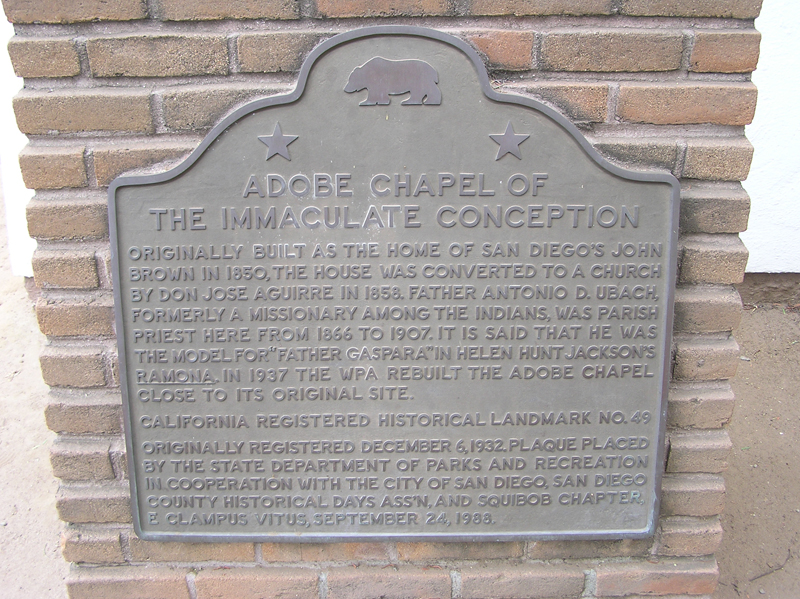 ADOBE CHAPEL OF
THE IMMACULATE CONCEPTION
ORIGINALLY BUILT AS THE HOME OF SAN DIEGO'S JOHN
BROWN IN 1850, THE HOUSE WAS CONVERTED TO A CHURCH
BY DON JOSE AGUIRRE IN 1858. FATHER ANTONIO D. UBACH,
FORMERLY A MISSIONARY AMONG THE INDIANS, WAS PARISH
PRIEST HERE FROM 1866 TO 1907. IT IS SAID THAT HE WAS
THE MODEL FOR "FATHER GASPARA" IN HELEN HUNT JACKSON'S
RAMONA. IN 1937 THE WPA REBUILT THE ADOBE CHAPEL
CLOSE TO ITS ORIGINAL SITE.
CALIFORNIA REGISTERED HISTORICAL LANDMARK NO. 49
ORIGINALLY REGISTERED DECEMBER 6, 1932. PLAQUE PLACED
BY THE STATE DEPARTMENT OF PARKS AND RECREATION
IN COOPERATION WITH THE CITY OF SAN DIEGO, SAN DIEGO
COUNTY HISTORICAL DAYS ASS'N, AND SQUIBOB CHAPTER,
E CLAMPUS VITUS, SEPTEMBER 24, 1988.